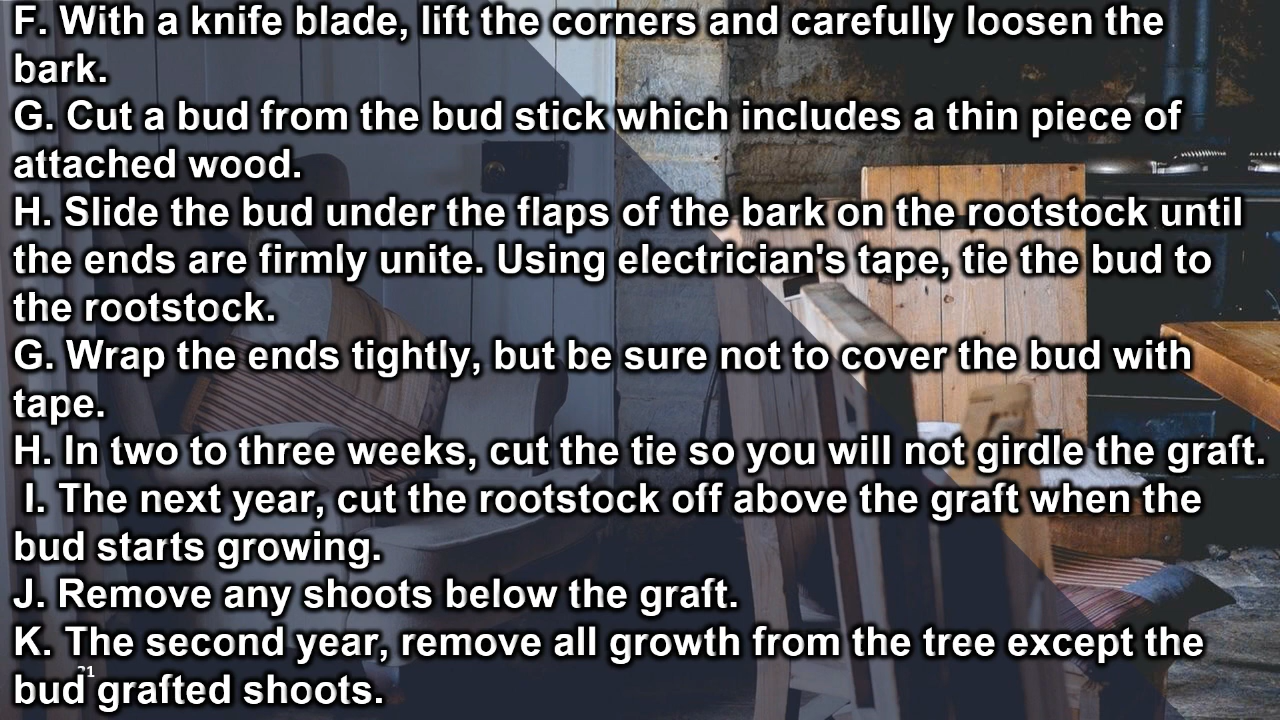 F. With a knife blade, lift the corners and carefully loosen the
bark.
G. Cut a bud from the bud stick which includes a thin piece of
attached wood.
H. Slide the bud under the flaps of the bark on the rootstock until
the ends are firmly unite. Using electrician's tape, tie the bud to
the rootstock.
G. Wrap the ends tightly, but be sure not to cover the bud with
tape.
H. In two to three weeks, cut the tie so you will not girdle the graft.
I. The next year, cut the rootstock off above the graft when the
bud starts growing.
J. Remove any shoots below the graft.
K. The second year, remove all growth from the tree except the
bud grafted shoots.